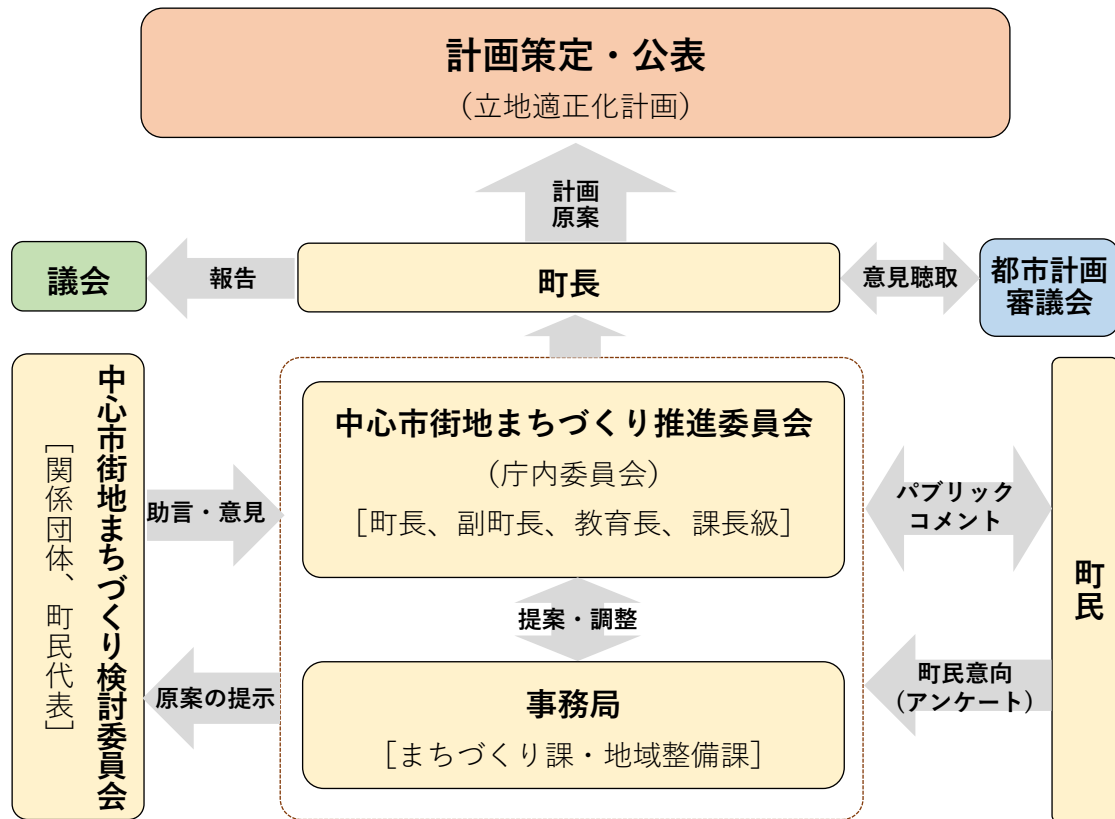 計画策定・公表
（立地適正化計画）
計画
原案
議会
報告
町長
意見聴取
都市計画
審議会
中心市街地まちづくり検討委員会
［関係団体、町民代表］
助言・意見
原案の提示
中心市街地まちづくり推進委員会
（庁内委員会）
［町長、副町長、教育長、課長級］
提案・調整
事務局
［まちづくり課・地域整備課］
パブリック
コメント
町民意向
(アンケート)
町民